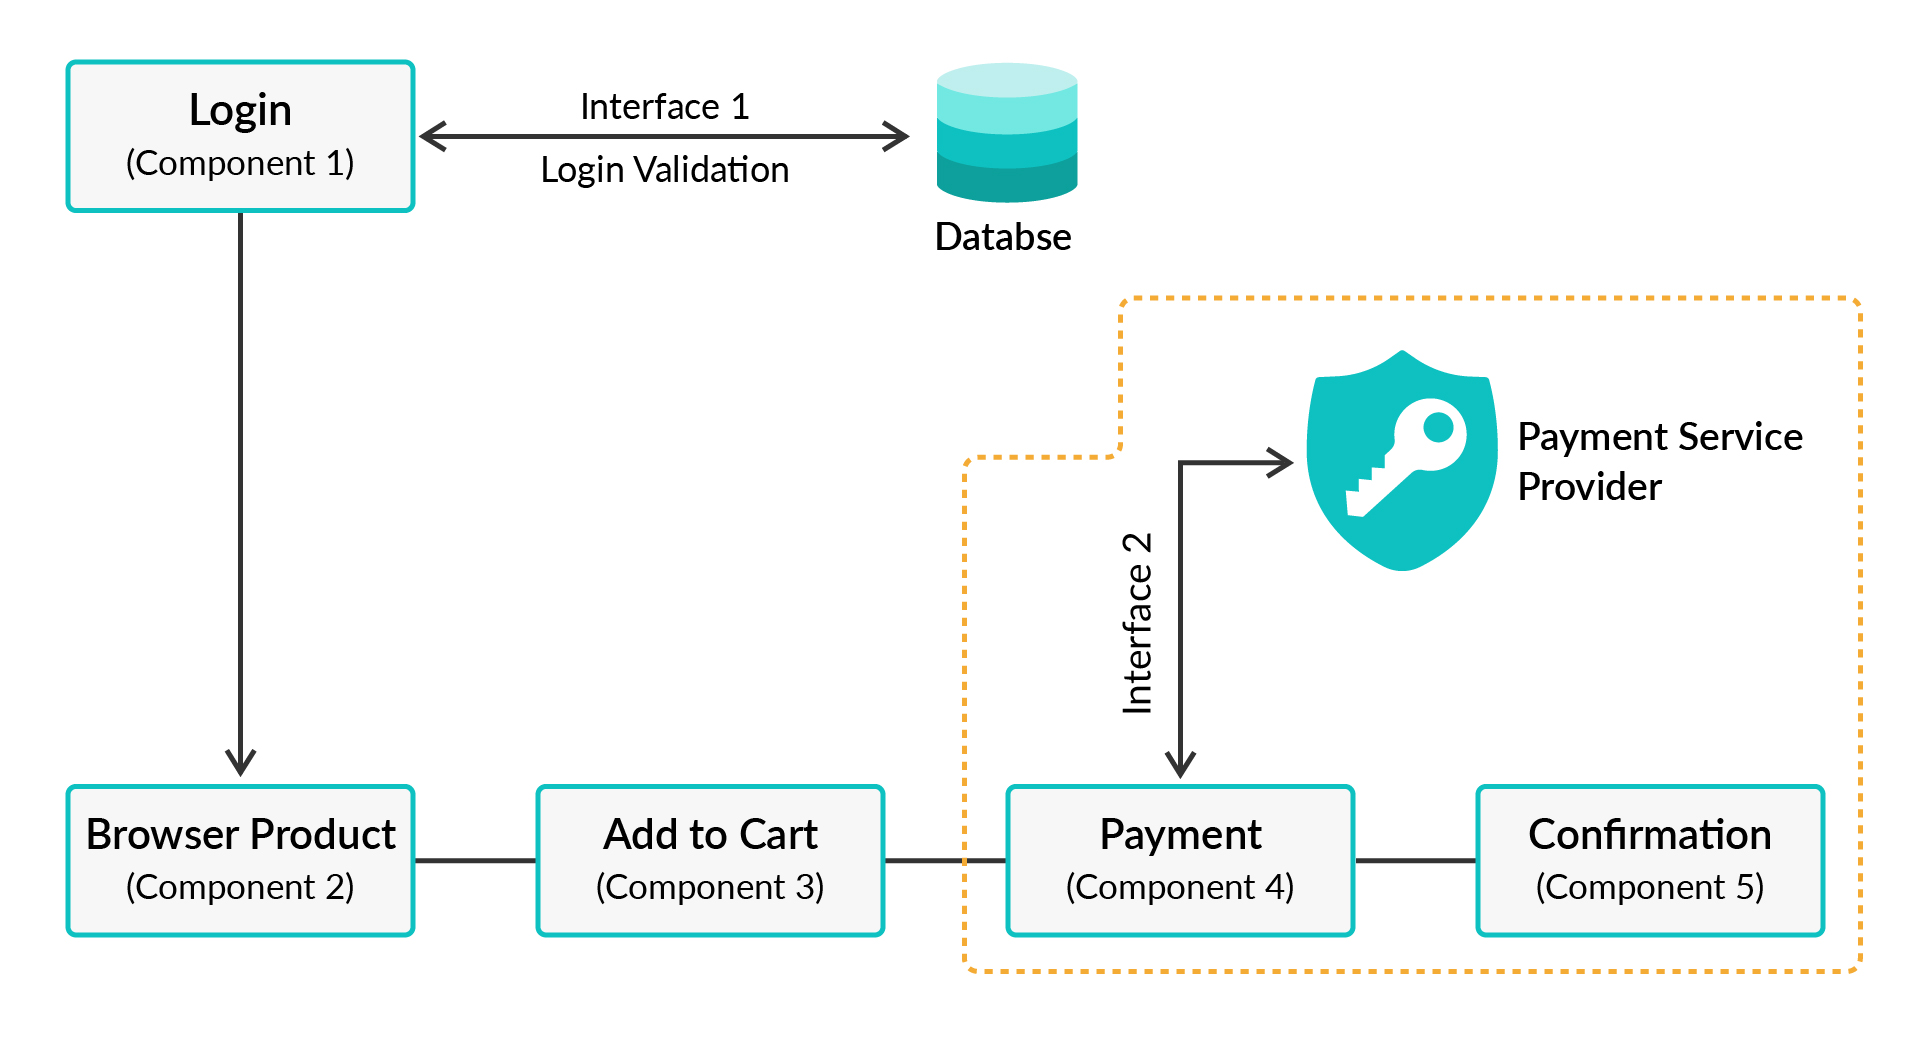 Login
(Component 1)
Interface 1
Login Validation
Databse
Payment Service
Provider
Interface 2
Browser Product
(Component 2)
Add to Cart
(Component 3)
Payment
(Component 4)
Confirmation
(Component 5)